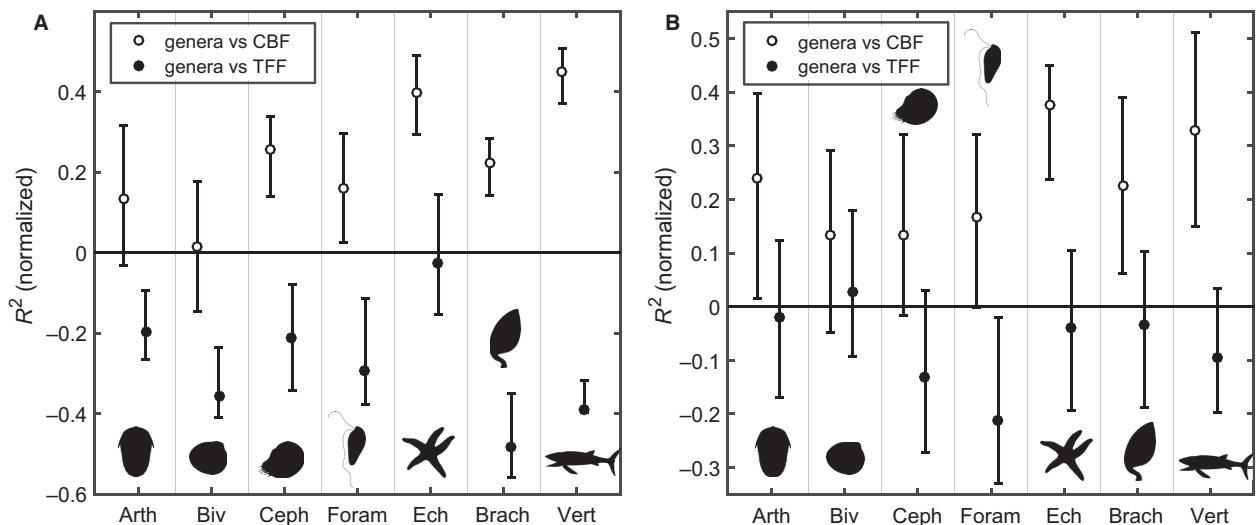 A
genera vs CBF
genera vs TFF
R² (normalized)
0.4
0.2
0
–0.2
–0.4
–0.6
Arth Biv Ceph Foram Ech Brach Vert
B
genera vs CBF
genera vs TFF
R² (normalized)
0.5
0.4
0.3
0.2
0.1
0
–0.1
–0.2
–0.3
Arth Biv Ceph Foram Ech Brach Vert